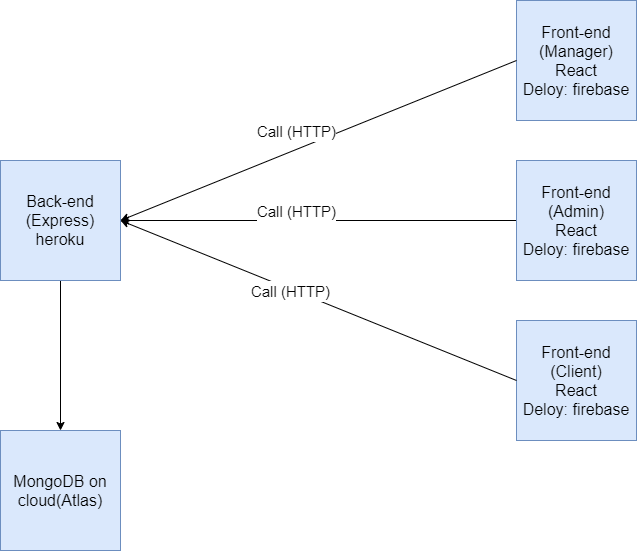 Front-end
(Manager)
React
Deloy: firebase
Call (HTTP)
Back-end
(Express)
heroku
Call (HTTP)
Front-end
(Admin)
React
Deloy: firebase
Call (HTTP)
Front-end
(Client)
React
Deloy: firebase
MongoDB on
cloud(Atlas)